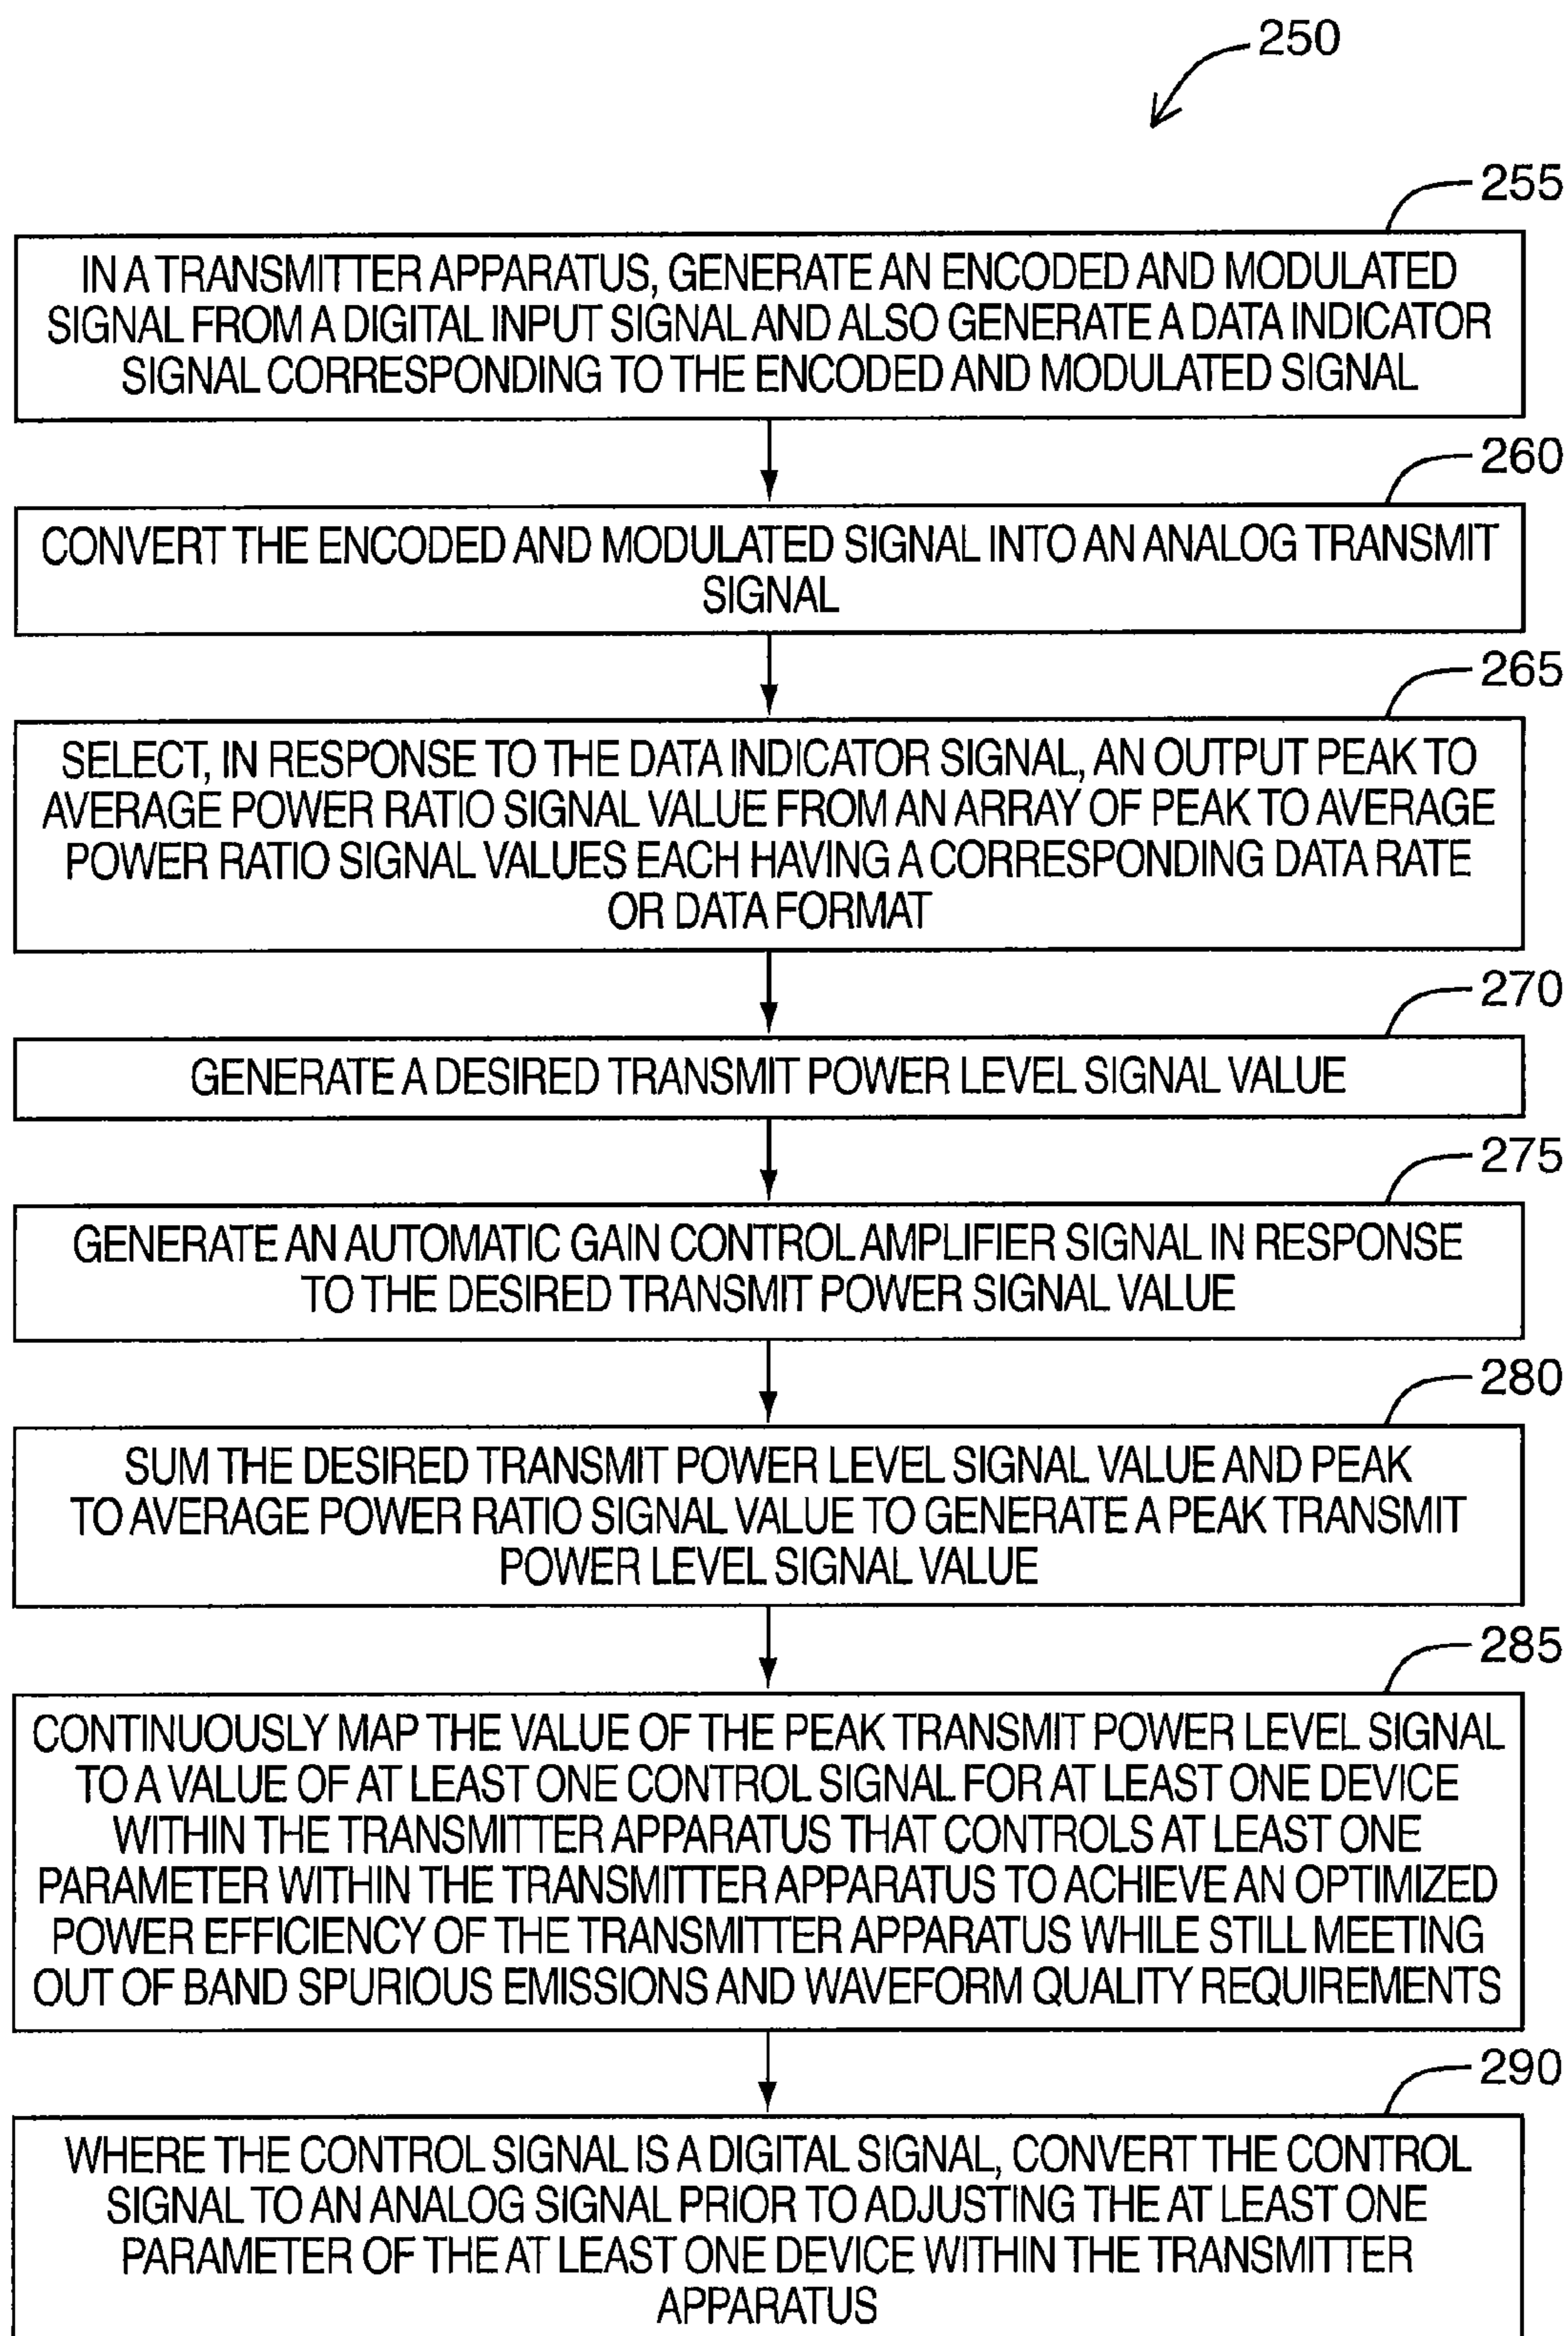 250
255
IN A TRANSMITTER APPARATUS, GENERATE AN ENCODED AND MODULATED
SIGNAL FROM A DIGITAL INPUT SIGNAL AND ALSO GENERATE A DATA INDICATOR
SIGNAL CORRESPONDING TO THE ENCODED AND MODULATED SIGNAL
260
CONVERT THE ENCODED AND MODULATED SIGNAL INTO AN ANALOG TRANSMIT
SIGNAL
265
SELECT, IN RESPONSE TO THE DATA INDICATOR SIGNAL, AN OUTPUT PEAK TO
AVERAGE POWER RATIO SIGNAL VALUE FROM AN ARRAY OF PEAK TO AVERAGE
POWER RATIO SIGNAL VALUES EACH HAVING A CORRESPONDING DATA RATE
OR DATA FORMAT
270
GENERATE A DESIRED TRANSMIT POWER LEVEL SIGNAL VALUE
275
GENERATE AN AUTOMATIC GAIN CONTROL AMPLIFIER SIGNAL IN RESPONSE
TO THE DESIRED TRANSMIT POWER SIGNAL VALUE
280
SUM THE DESIRED TRANSMIT POWER LEVEL SIGNAL VALUE AND PEAK
TO AVERAGE POWER RATIO SIGNAL VALUE TO GENERATE A PEAK TRANSMIT
POWER LEVEL SIGNAL VALUE
285
CONTINUOUSLY MAP THE VALUE OF THE PEAK TRANSMIT POWER LEVEL SIGNAL
TO A VALUE OF AT LEAST ONE CONTROL SIGNAL FOR AT LEAST ONE DEVICE
WITHIN THE TRANSMITTER APPARATUS THAT CONTROLS AT LEAST ONE
PARAMETER WITHIN THE TRANSMITTER APPARATUS TO ACHIEVE AN OPTIMIZED
POWER EFFICIENCY OF THE TRANSMITTER APPARATUS WHILE STILL MEETING
OUT OF BAND SPURIOUS EMISSIONS AND WAVEFORM QUALITY REQUIREMENTS
290
WHERE THE CONTROL SIGNAL IS A DIGITAL SIGNAL, CONVERT THE CONTROL
SIGNAL TO AN ANALOG SIGNAL PRIOR TO ADJUSTING THE AT LEAST ONE
PARAMETER OF THE AT LEAST ONE DEVICE WITHIN THE TRANSMITTER
APPARATUS